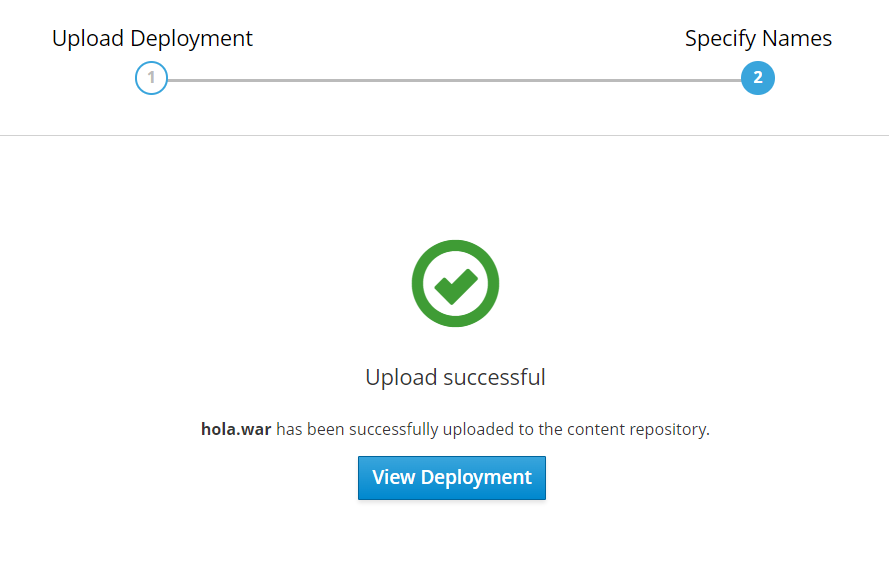 Upload Deployment
Specify Names
1
2
Upload successful
hola.war has been successfully uploaded to the content repository.
View Deployment